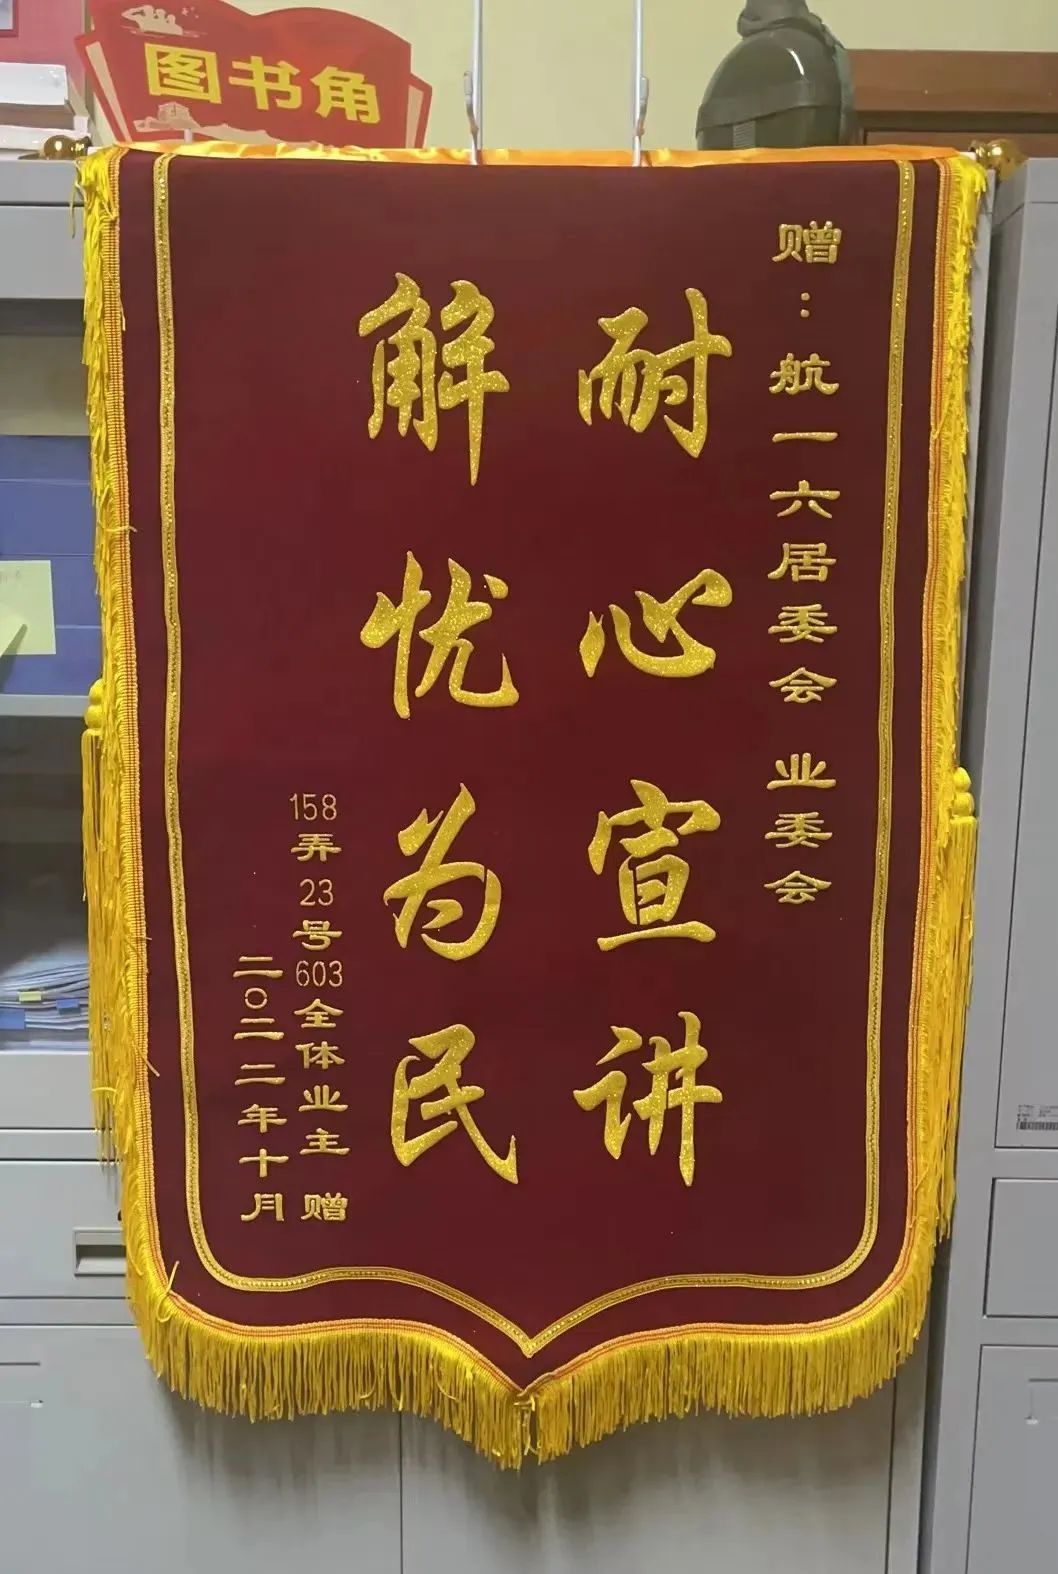 图书角
赠：航一六居委会 业委会
耐心宣讲
解忧为民
158弄23号603全体业主 赠
二〇二二年十月